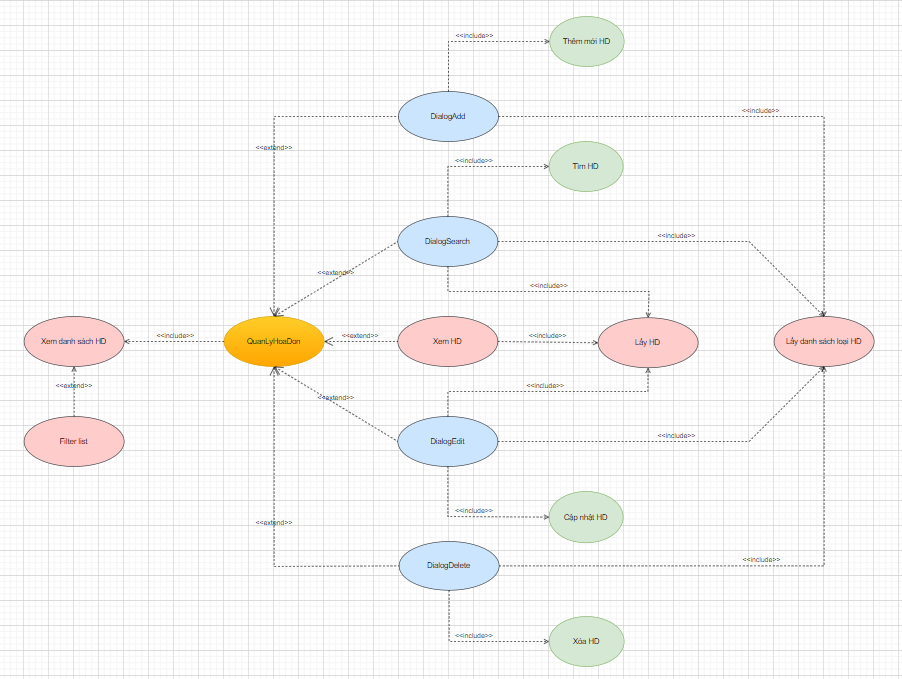 <<include>>
Thêm mới HD
DialogAdd
<<include>>
<<extend>>
<<include>>
Tìm HD
<<include>>
DialogSearch
<<extend>>
<<include>>
<<include>>
<<extend>>
<<include>>
Xem danh sách HD
QuanLyHoaDon
Xem HD
Lấy HD
Lấy danh sách loại HD
<<extend>>
<<include>>
<<extend>>
<<include>>
Filter list
DialogEdit
<<include>>
Cập nhật HD
<<extend>>
<<include>>
DialogDelete
<<include>>
Xóa HD